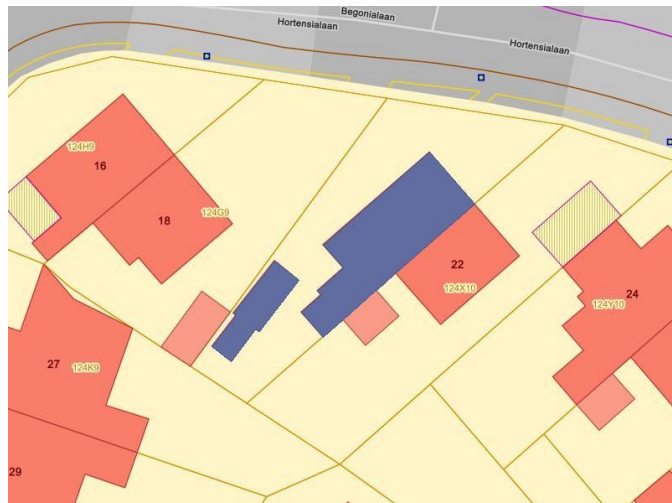 Begonialaan
Hortensialaan
Hortensialaan
124H9
16
18
124G9
22
124X10
24
124Y10
27
124K9
29